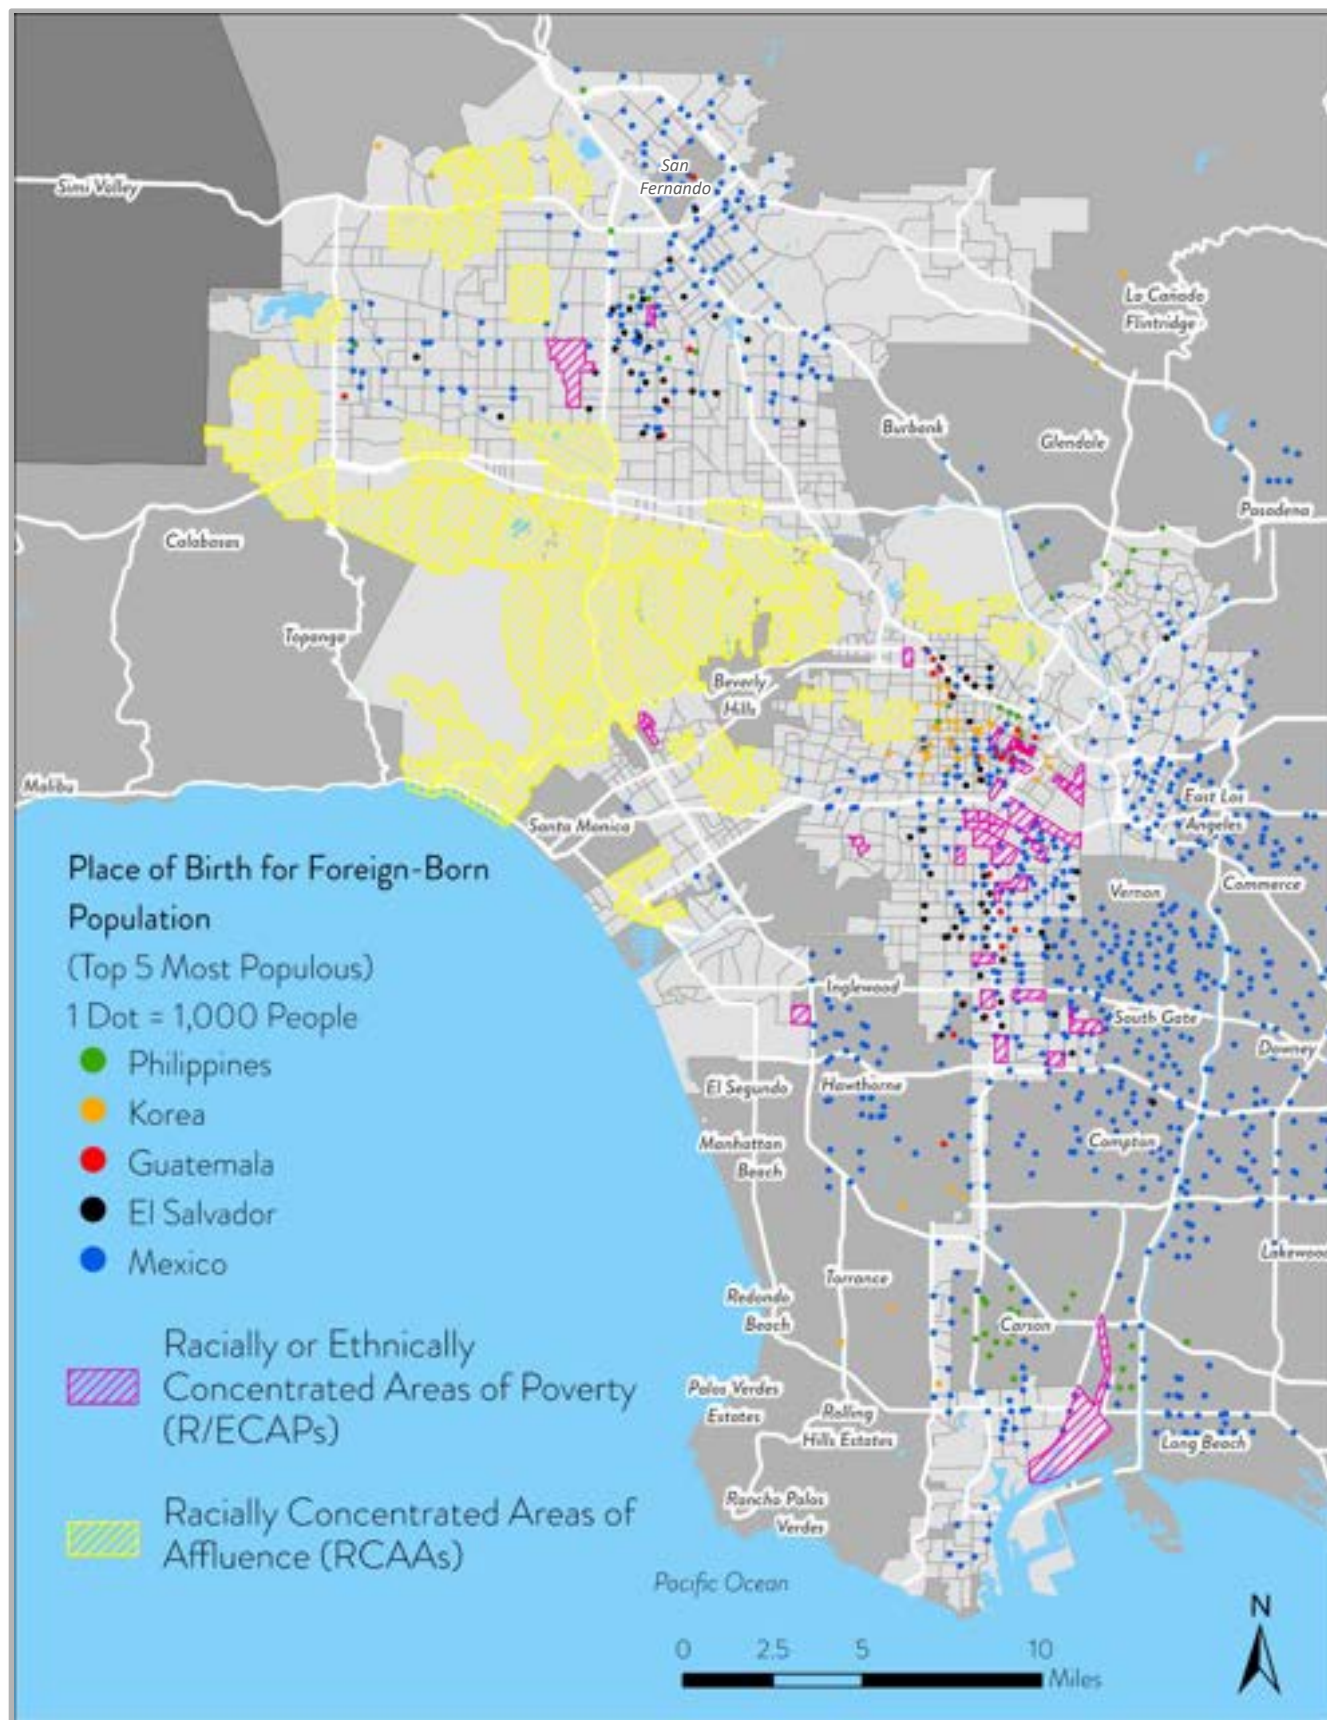 San
Fernando
Simi Valley
La Cañada
Flintridge
Burbank
Glendale
Pasadena
Calabasas
Topanga
Beverly
Hills
Malibu
Santa Monica
East Los
Angeles
Vernon
Commerce
Inglewood
South Gate
Downey
El Segundo
Hawthorne
Manhattan
Beach
Compton
Lakewood
Torrance
Redondo
Beach
Carson
Palos Verdes
Estates
Rolling
Hills Estates
Long Beach
Rancho Palos
Verdes
Pacific Ocean
Place of Birth for Foreign-Born
Population
(Top 5 Most Populous)
1 Dot = 1,000 People
Philippines
Korea
Guatemala
El Salvador
Mexico
Racially or Ethnically
Concentrated Areas of Poverty
(R/ECAPs)
Racially Concentrated Areas of
Affluence (RCAAs)
N
0 2.5 5 10
Miles